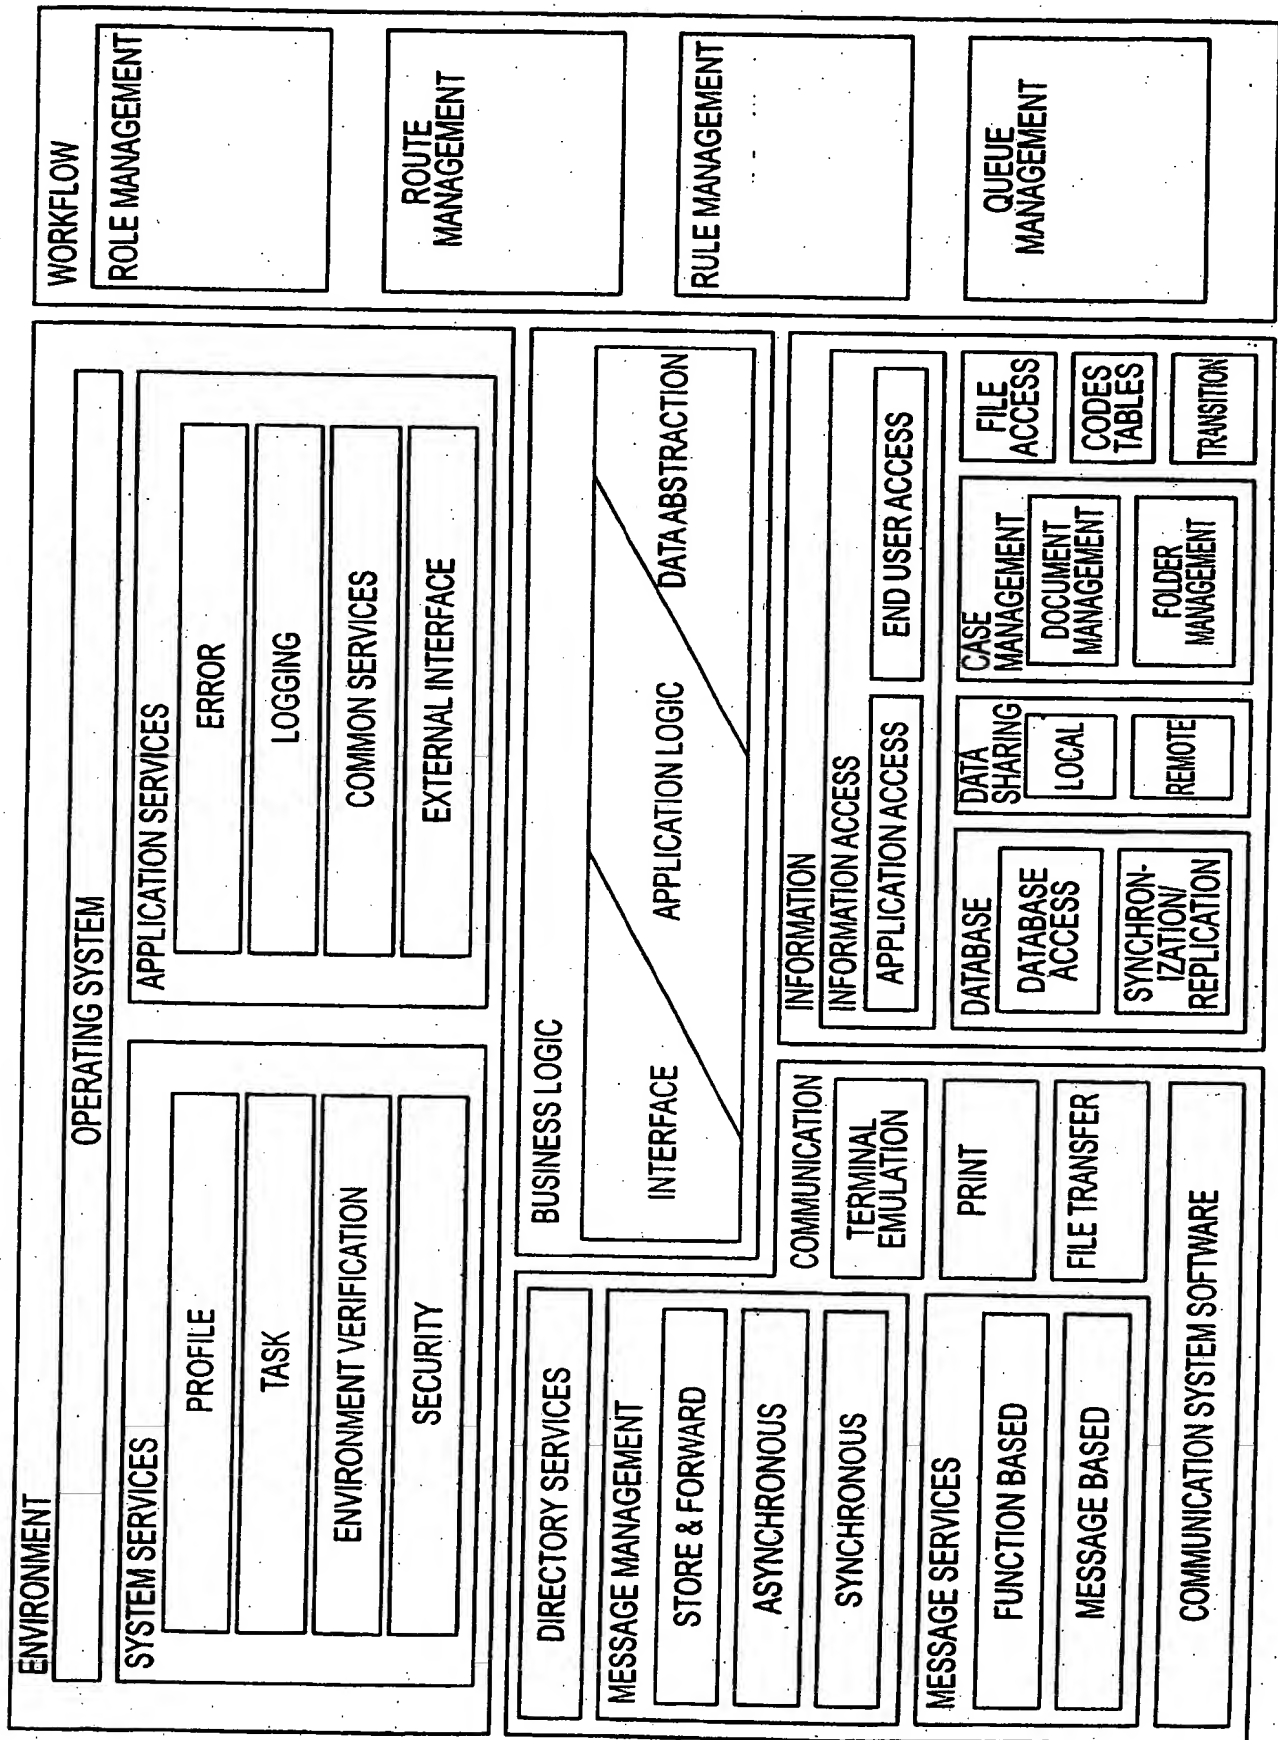 ENVIRONMENT
OPERATING SYSTEM
SYSTEM SERVICES
PROFILE
TASK
ENVIRONMENT VERIFICATION
SECURITY
APPLICATION SERVICES
ERROR
LOGGING
COMMON SERVICES
EXTERNAL INTERFACE
WORKFLOW
ROLE MANAGEMENT
ROUTE
MANAGEMENT
RULE MANAGEMENT
QUEUE
MANAGEMENT
DIRECTORY SERVICES
MESSAGE MANAGEMENT
STORE & FORWARD
ASYNCHRONOUS
SYNCHRONOUS
MESSAGE SERVICES
FUNCTION BASED
MESSAGE BASED
COMMUNICATION
TERMINAL
EMULATION
PRINT
FILE TRANSFER
COMMUNICATION SYSTEM SOFTWARE
BUSINESS LOGIC
INTERFACE
APPLICATION LOGIC
DATA ABSTRACTION
INFORMATION
INFORMATION ACCESS
APPLICATION ACCESS
END USER ACCESS
DATABASE
DATABASE
ACCESS
SYNCHRON-
IZATION/
REPLICATION
DATA
SHARING
LOCAL
REMOTE
CASE
MANAGEMENT
DOCUMENT
MANAGEMENT
FOLDER
MANAGEMENT
FILE
ACCESS
CODES
TABLES
TRANSITION